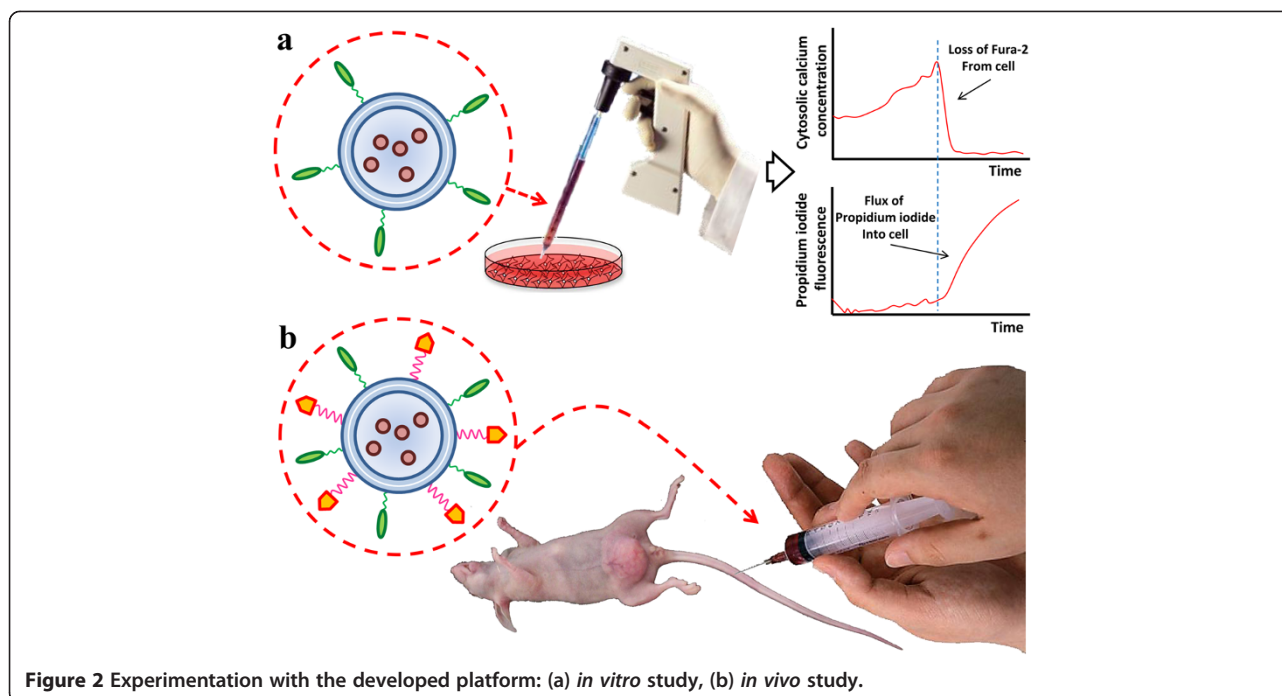 a
Loss of Fura-2
From cell
Cytosolic calcium
concentration
Time
Flux of
Propidium iodide
Into cell
Propidium iodide
fluorescence
Time
b
Figure 2 Experimentation with the developed platform: (a) in vitro study, (b) in vivo study.